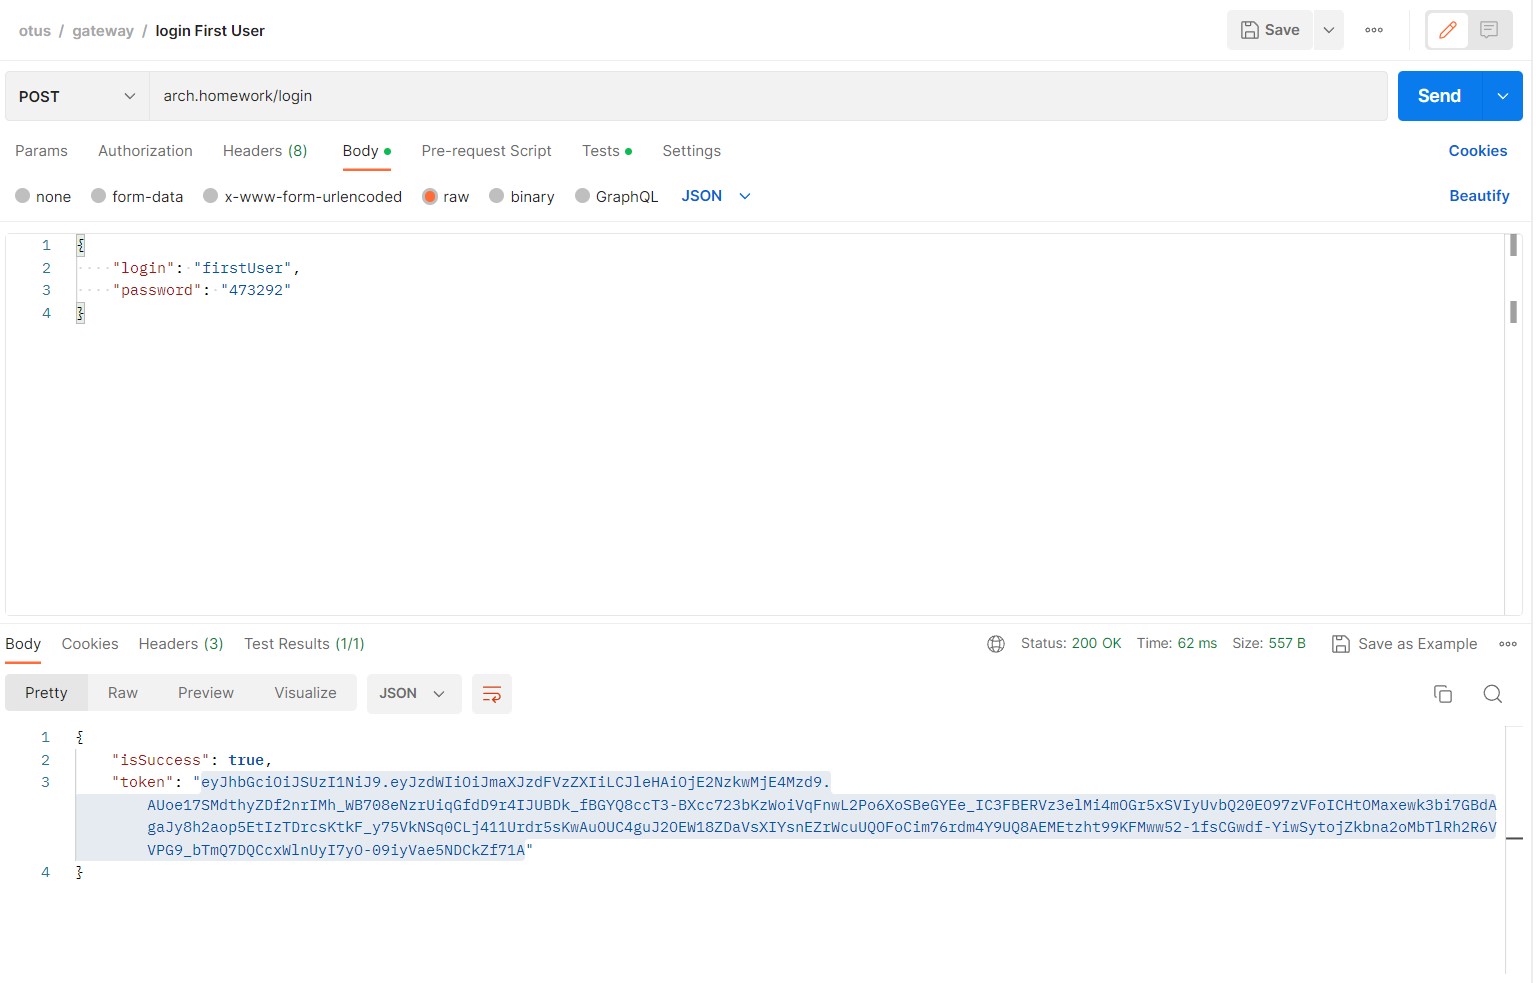 otus / gateway / login First User
Save
POST
arch.homework/login
Send
Params Authorization Headers (8) Body Pre-request Script Tests Settings Cookies
none form-data x-www-form-urlencoded raw binary GraphQL JSON Beautify
1 {
2 ····"login":·"firstUser",
3 ····"password":·"473292"
4 }
Body Cookies Headers (3) Test Results (1/1) Status: 200 OK Time: 62 ms Size: 557 B Save as Example
Pretty Raw Preview Visualize JSON
1 {
2 "isSuccess": true,
3 "token": "eyJhbGciOiJSUzI1NiJ9.eyJzdWIiOiJmaXJzdFVzZXIiLCJleHAiOjE2NzkwMjE4Mzd9.
AUoe17SMdthyZDf2nrIMh_WB708eNzrUiqGfdD9r4IJUBDk_fBGYQ8ccT3-BXcc723bKzWoiVqFnwL2Po6XoSBeGYEe_IC3FBERVz3elMi4mOGr5xSVIyUvbQ20EO97zVFoICHtOMaxewk3bi7GBdA
gaJy8h2aop5EtIzTDrcsKtkF_y75VkNSq0CLj411Urdr5sKwAuOUC4guJ2OEW18ZDaVsXIYsnEZrWcuUQOFoCim76rdm4Y9UQ8AEMEtzht99KFMww52-1fsCGwdf-YiwSytojZkbna2oMbTlRh2R6V
VPG9_bTmQ7DQCcxWlnUyI7yO-09iyVae5NDCkZf71A"
4 }